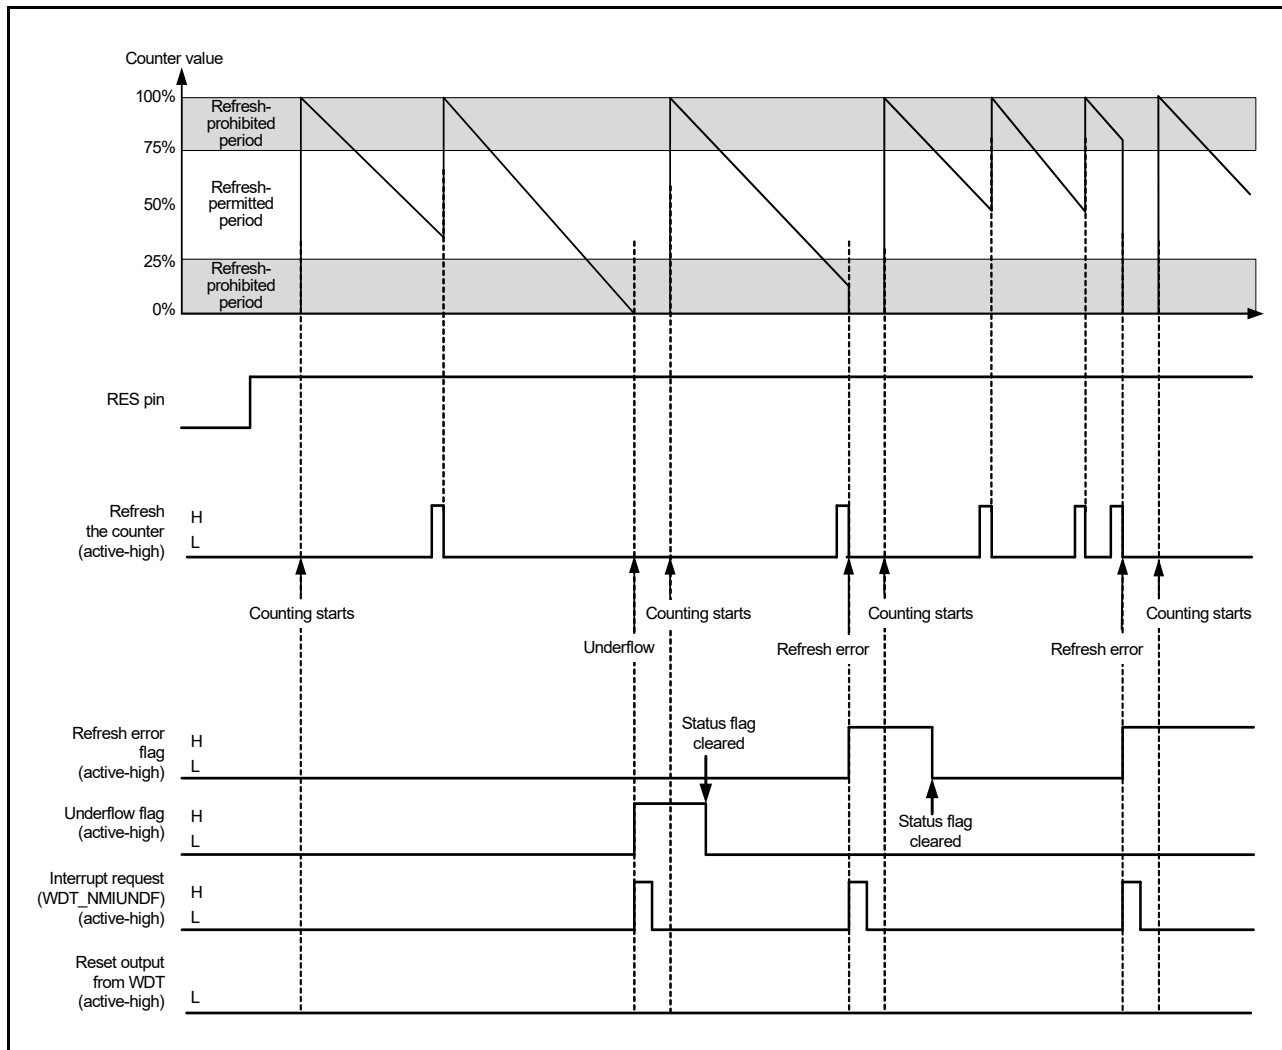 Counter value
100%
Refresh-
prohibited
period
75%
Refresh-
permitted
period
50%
25%
Refresh-
prohibited
period
0%
RES pin
Refresh
the counter
(active-high)
H
L
Counting starts
Counting starts
Counting starts
Counting starts
Underflow
Refresh error
Refresh error
Refresh error
flag
(active-high)
H
L
Status flag
cleared
Status flag
cleared
Underflow flag
(active-high)
H
L
Interrupt request
(WDT_NMIUNDF)
(active-high)
H
L
Reset output
from WDT
(active-high)
L